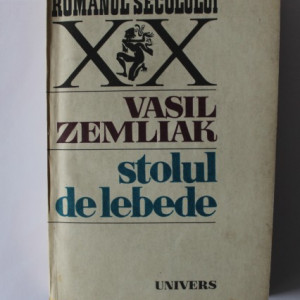 ROMANUL SECOLULUI
XX
VASIL
ZEMLIAK
stolul
de lebede
UNIVERS